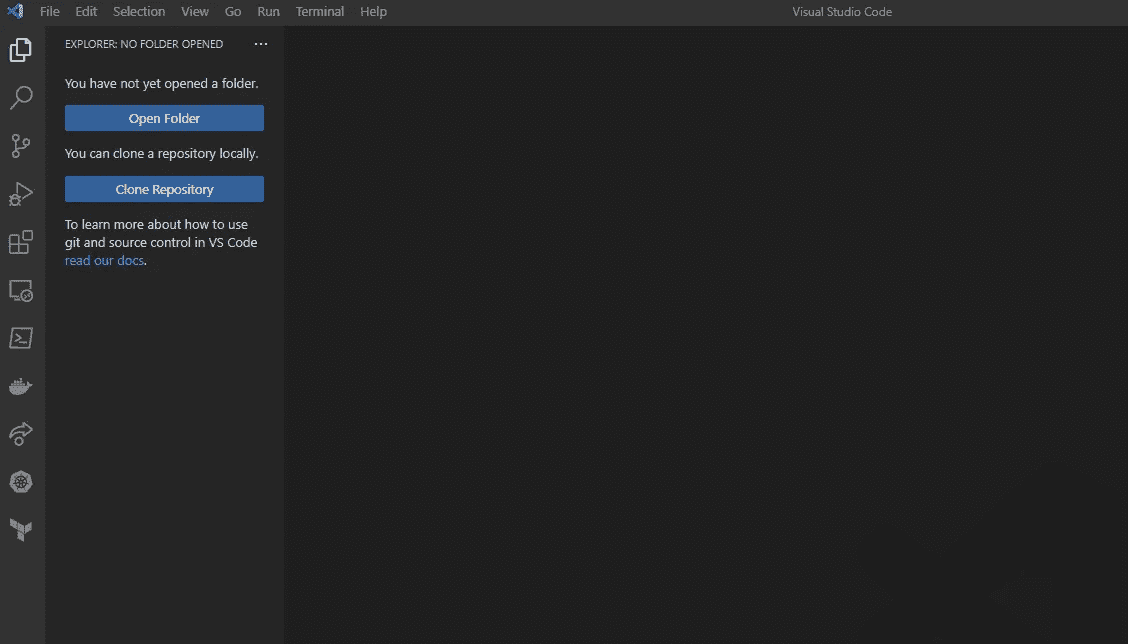 File Edit Selection View Go Run Terminal Help Visual Studio Code
EXPLORER: NO FOLDER OPENED
You have not yet opened a folder.
Open Folder
You can clone a repository locally.
Clone Repository
To learn more about how to use
git and source control in VS Code
read our docs.